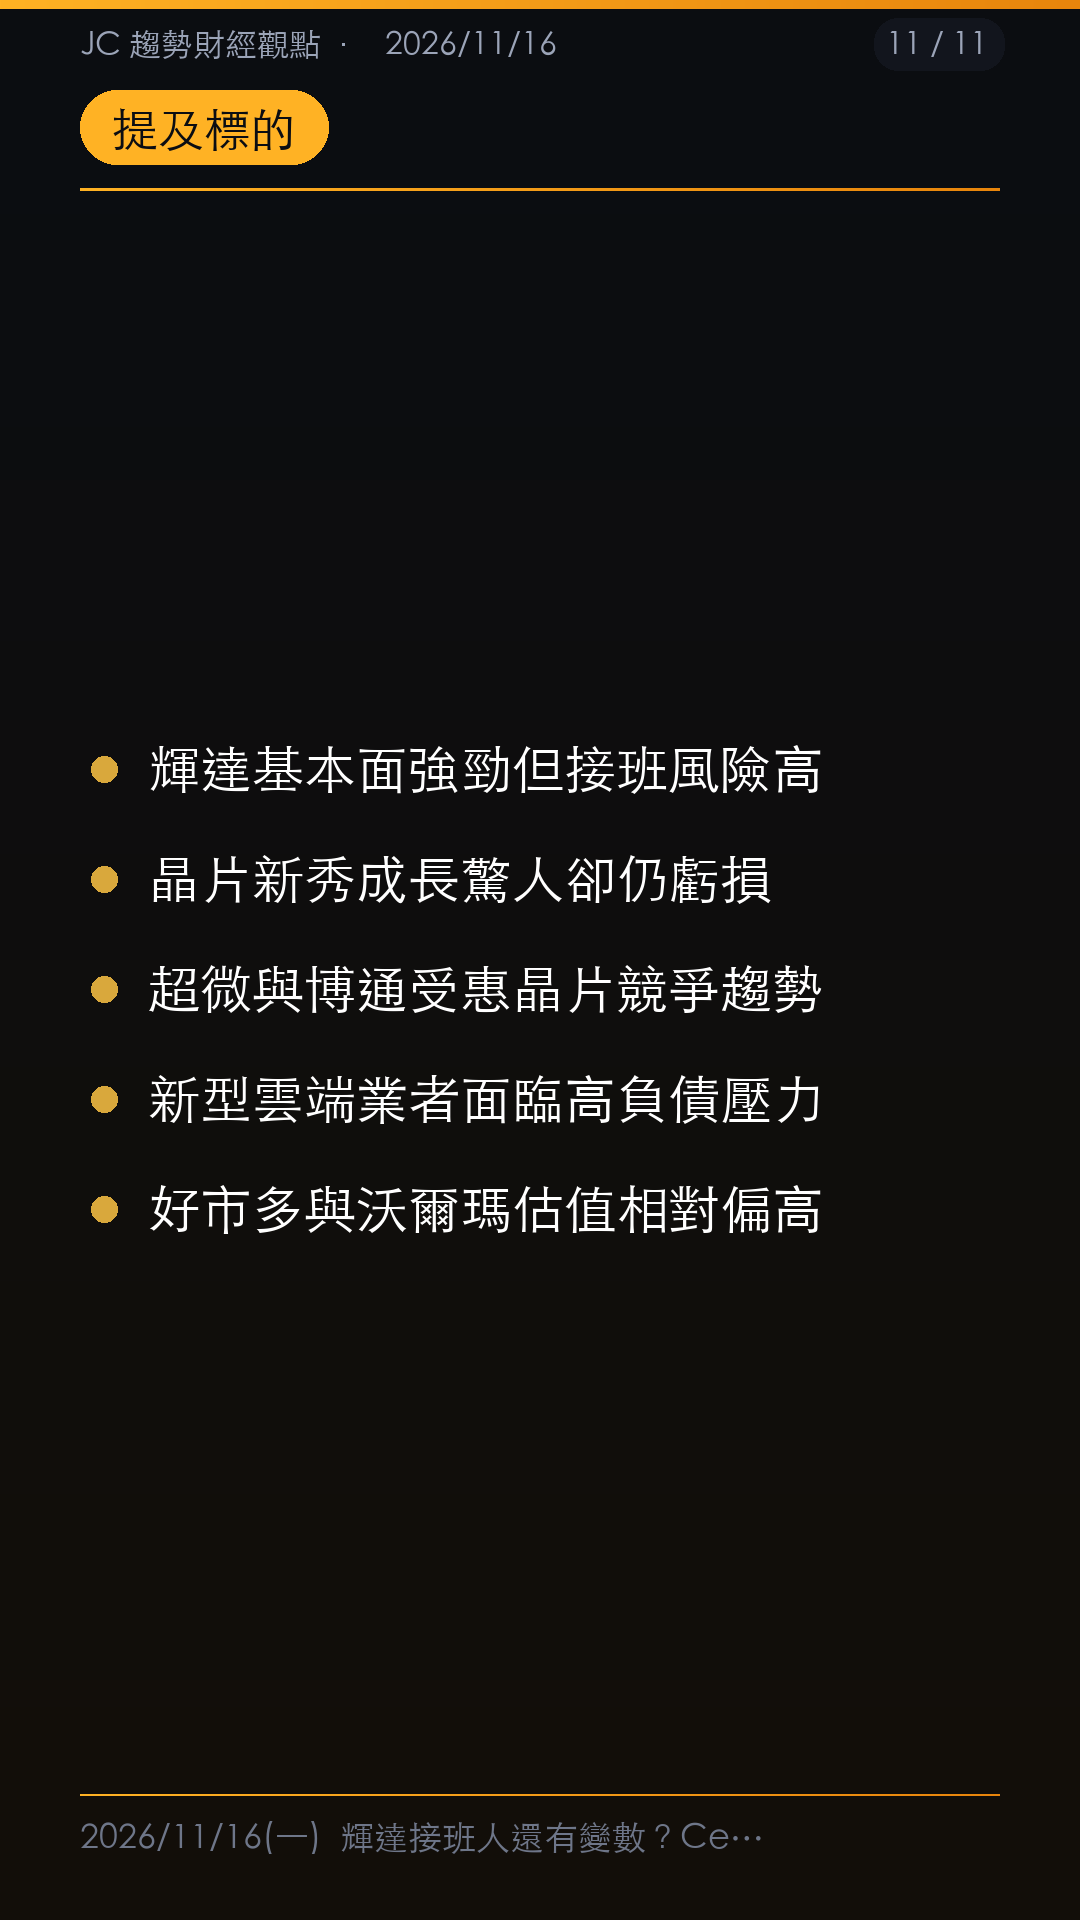 JC 趨勢財經觀點 · 2026/11/16
11 / 11
提及標的
輝達基本面強勁但接班風險高
晶片新秀成長驚人卻仍虧損
超微與博通受惠晶片競爭趨勢
新型雲端業者面臨高負債壓力
好市多與沃爾瑪估值相對偏高
2026/11/16(一) 輝達接班人還有變數？Ce⋯